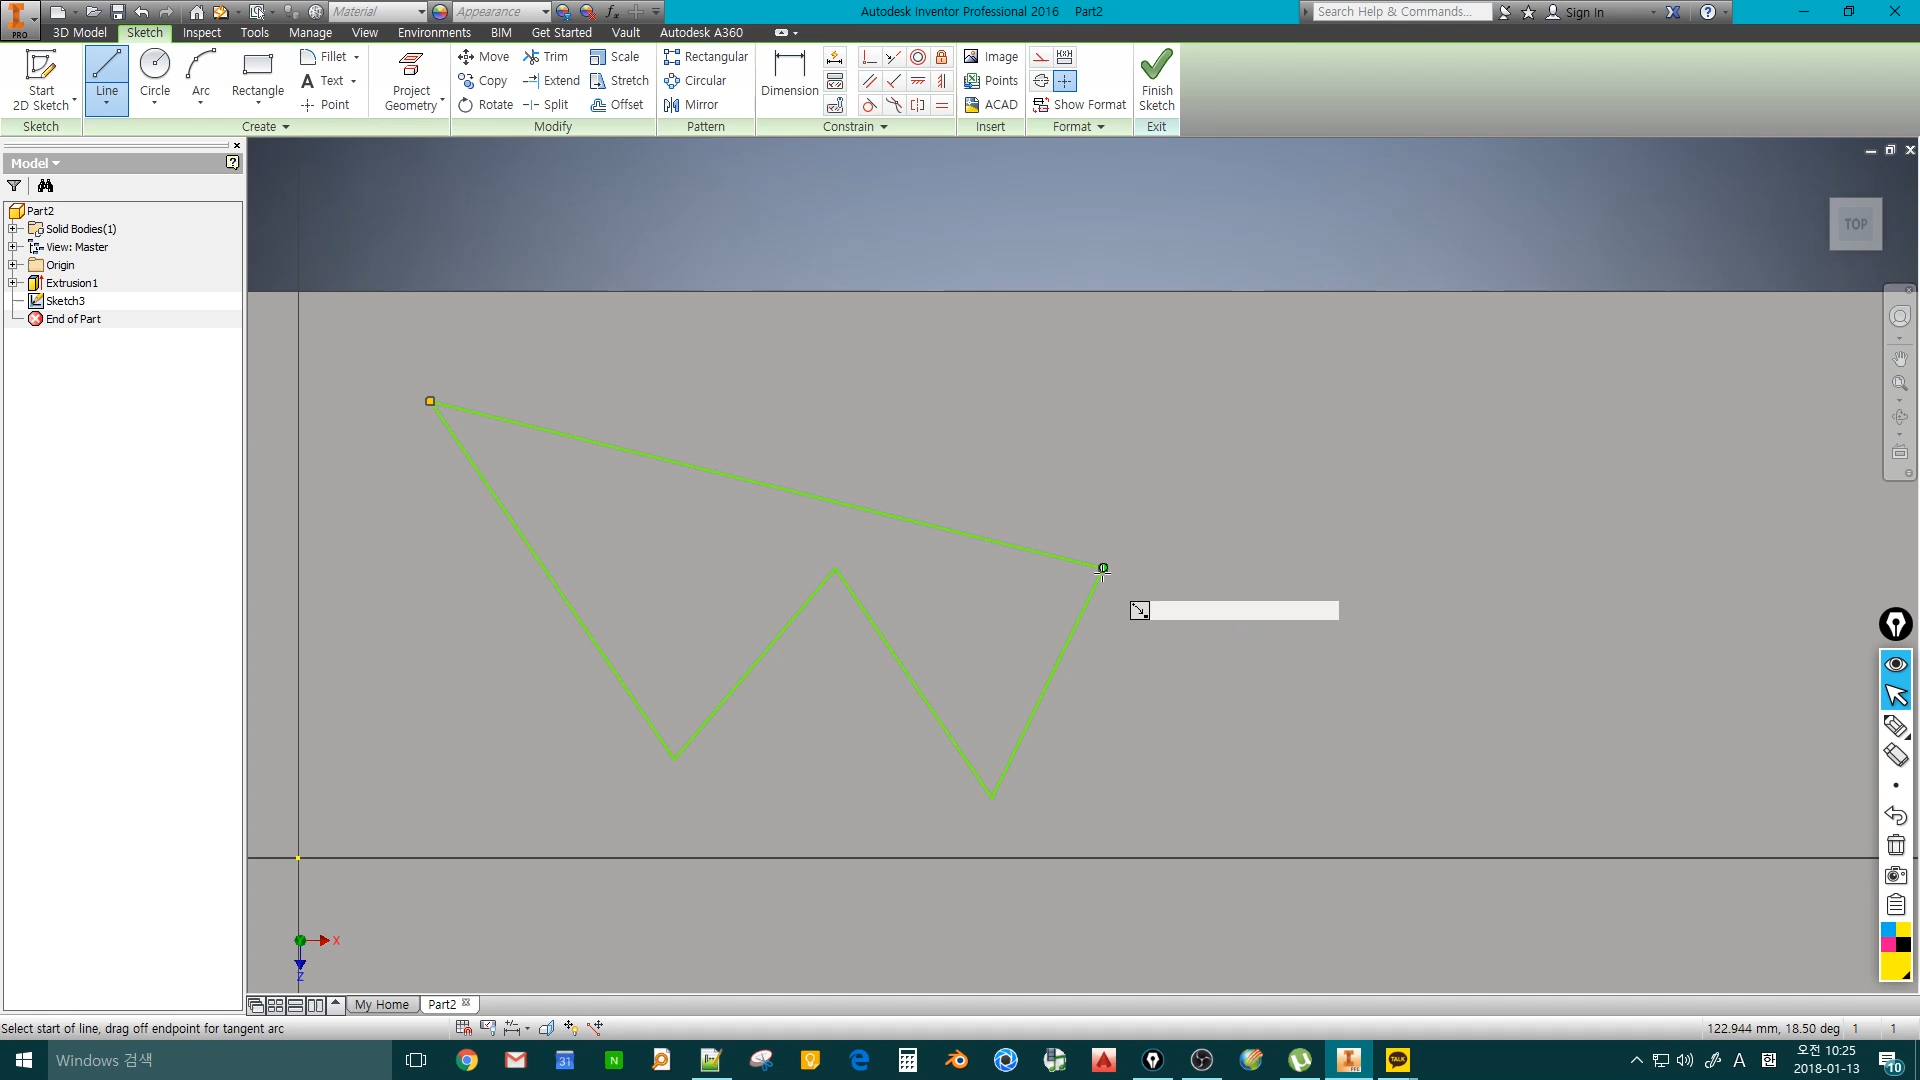 Material
Appearance
Autodesk Inventor Professional 2016 Part2
Search Help & Commands...
Sign In
PRO
3D Model
Sketch
Inspect
Tools
Manage
View
Environments
BIM
Get Started
Vault
Autodesk A360
Start
2D Sketch
Line
Circle
Arc
Rectangle
Fillet
Text
Point
Project
Geometry
Move
Copy
Rotate
Trim
Extend
Split
Scale
Stretch
Offset
Rectangular
Circular
Mirror
Dimension
Image
Points
ACAD
Show Format
Finish
Sketch
Sketch
Create
Modify
Pattern
Constrain
Insert
Format
Exit
Model
Part2
Solid Bodies(1)
View: Master
Origin
Extrusion1
Sketch3
End of Part
TOP
X
Z
My Home
Part2
Select start of line, drag off endpoint for tangent arc
122.944 mm, 18.50 deg 1 1
Windows 검색
31
N
TALK
A
오전 10:25
2018-01-13
10